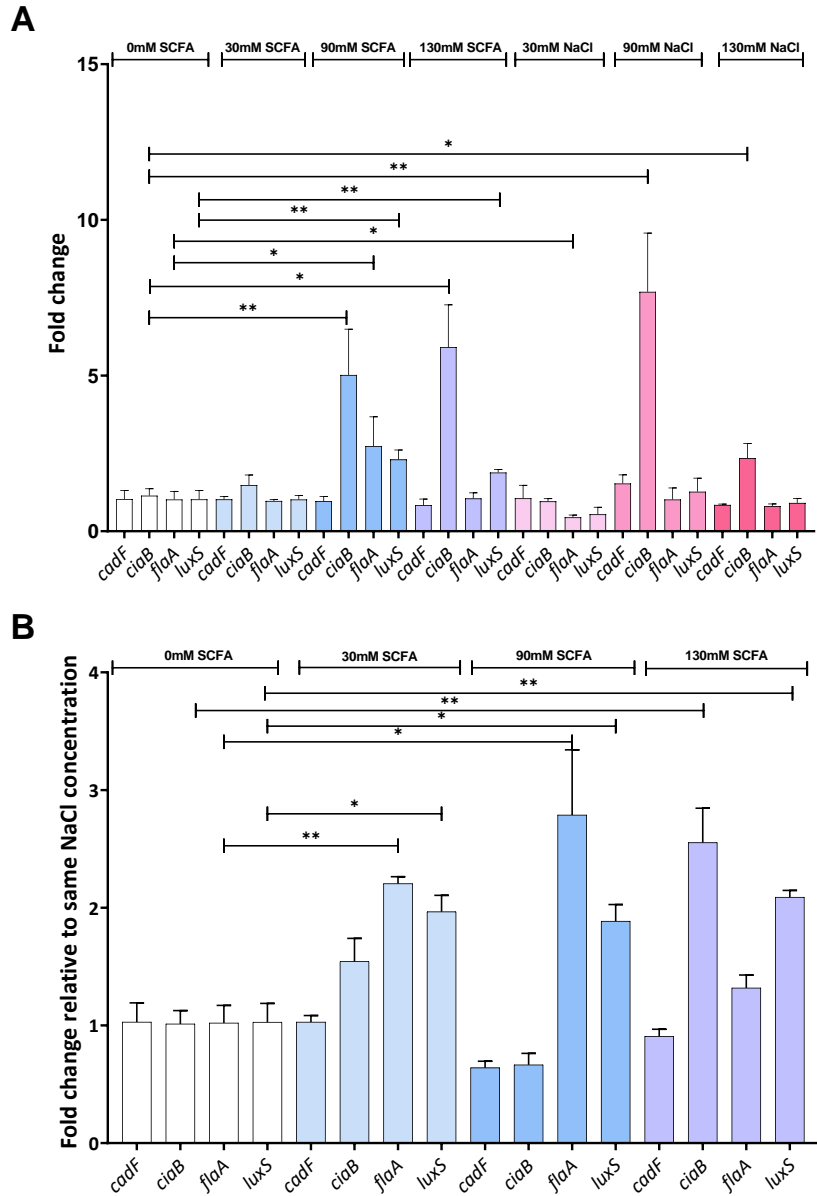 A
0mM SCFA 30mM SCFA 90mM SCFA 130mM SCFA 30mM NaCl 90mM NaCl 130mM NaCl
15
*
**
**
10
**
*
*
*
**
5
0
Fold change
cadF ciaB flaA luxS cadF ciaB flaA luxS cadF ciaB flaA luxS cadF ciaB flaA luxS cadF ciaB flaA luxS cadF ciaB flaA luxS cadF ciaB flaA luxS
B
0mM SCFA 30mM SCFA 90mM SCFA 130mM SCFA
4
**
**
*
*
3
*
**
2
1
0
Fold change relative to same NaCl concentration
cadF ciaB flaA luxS cadF ciaB flaA luxS cadF ciaB flaA luxS cadF ciaB flaA luxS